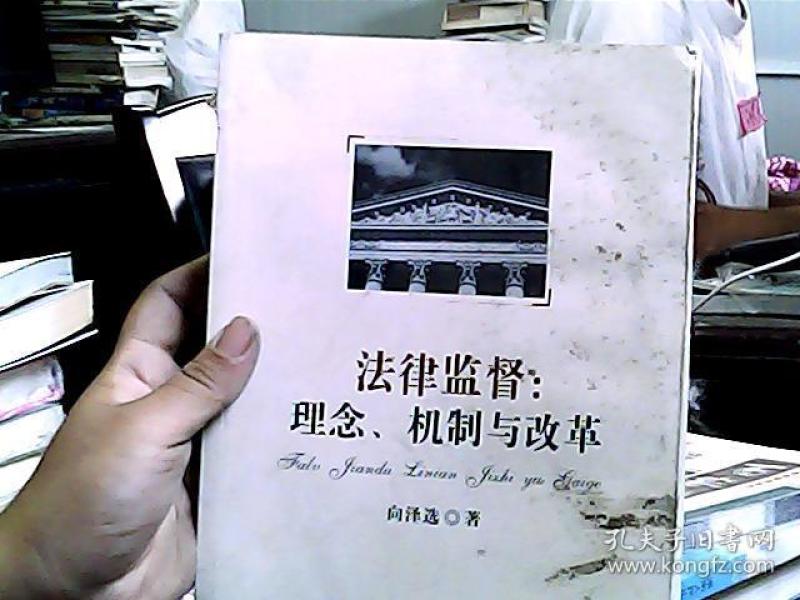 法律监督：
理念、机制与改革
Falv Jiandu Linian Jizhi yu Gaige
向泽选◎著
孔夫子旧书网
www.kongfz.com